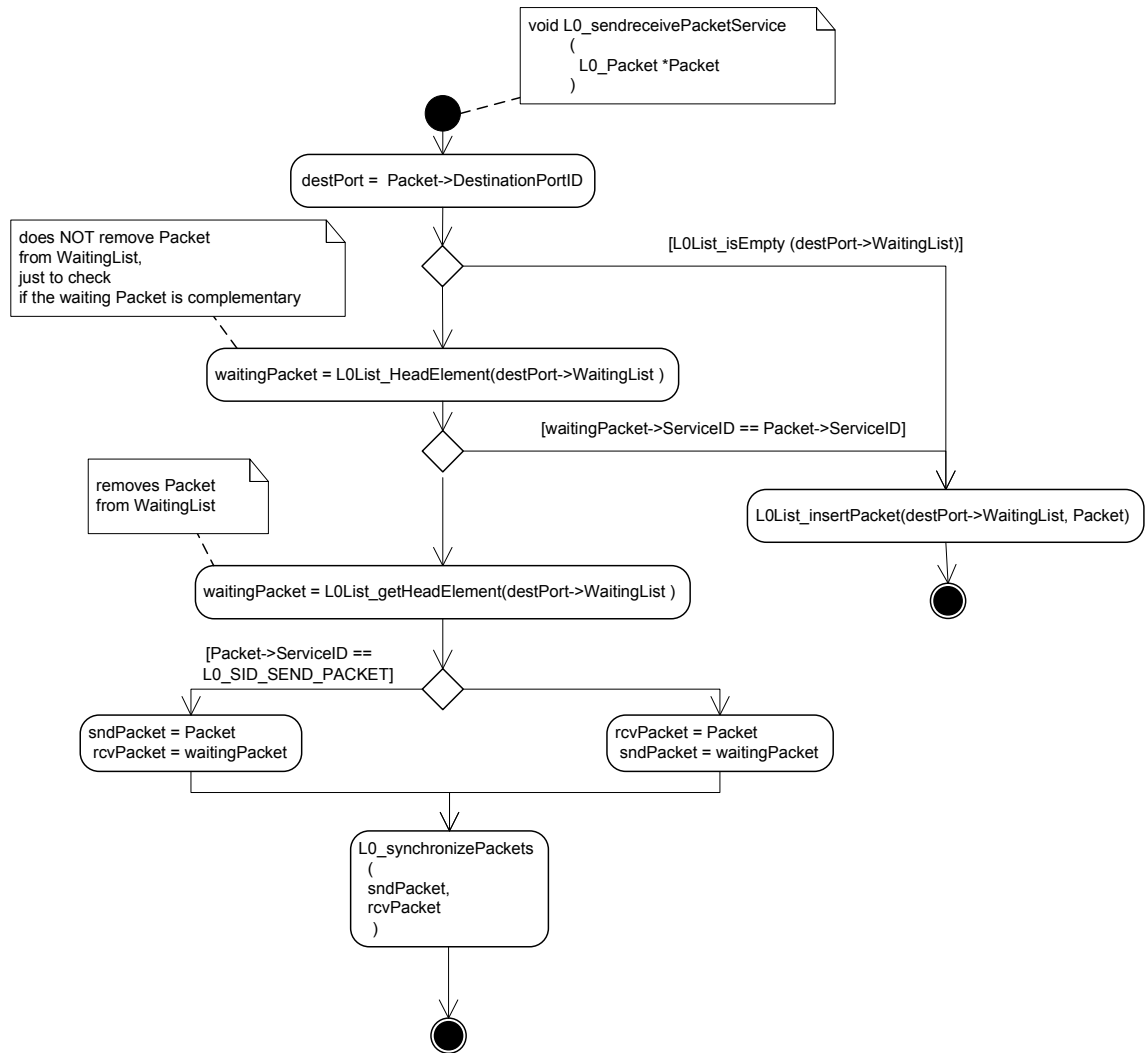 void L0_sendreceivePacketService
(
L0_Packet *Packet
)
destPort = Packet->DestinationPortID
does NOT remove Packet
from WaitingList,
just to check
if the waiting Packet is complementary
[L0List_isEmpty (destPort->WaitingList)]
waitingPacket = L0List_HeadElement(destPort->WaitingList )
[waitingPacket->ServiceID == Packet->ServiceID]
removes Packet
from WaitingList
L0List_insertPacket(destPort->WaitingList, Packet)
waitingPacket = L0List_getHeadElement(destPort->WaitingList )
[Packet->ServiceID ==
L0_SID_SEND_PACKET]
sndPacket = Packet
rcvPacket = waitingPacket
rcvPacket = Packet
sndPacket = waitingPacket
L0_synchronizePackets
(
sndPacket,
rcvPacket
)